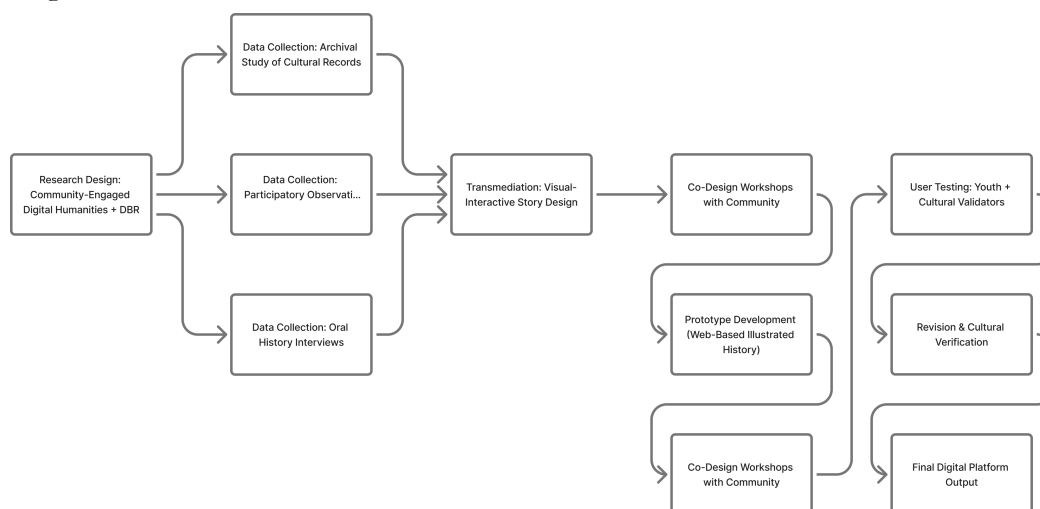 Data Collection: Archival
Study of Cultural Records
Research Design:
Community-Engaged
Digital Humanities + DBR
Data Collection:
Participatory Observati...
Data Collection: Oral
History Interviews
Transmediation: Visual-
Interactive Story Design
Co-Design Workshops
with Community
Prototype Development
(Web-Based Illustrated
History)
Co-Design Workshops
with Community
User Testing: Youth +
Cultural Validators
Revision & Cultural
Verification
Final Digital Platform
Output